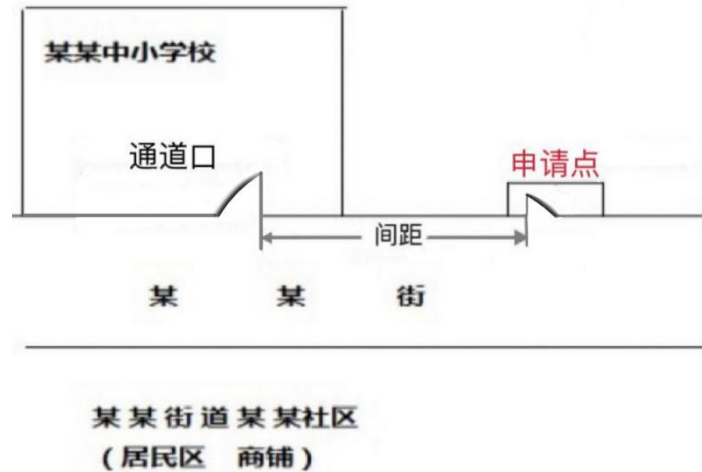 某某中小学校
通道口
申请点
间距
某 某 街
某某街道某某社区
（居民区 商铺）